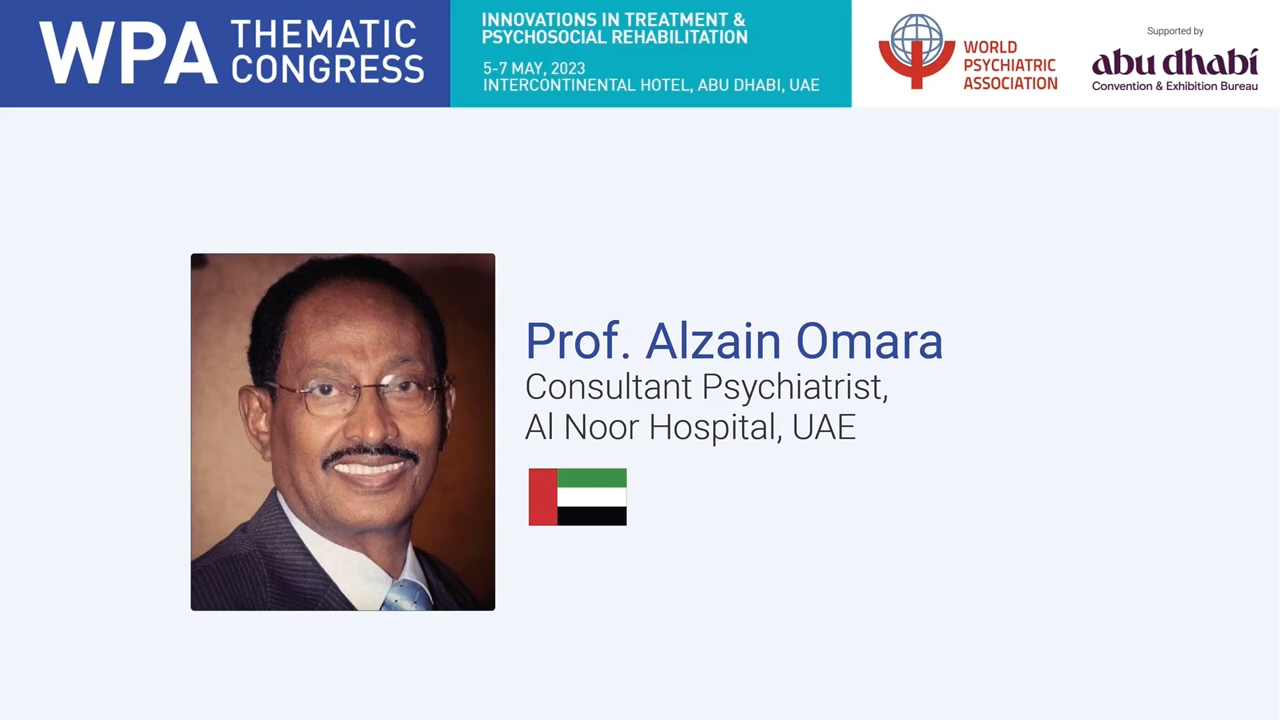 WPA THEMATIC CONGRESS
INNOVATIONS IN TREATMENT &
PSYCHOSOCIAL REHABILITATION
5-7 MAY, 2023
INTERCONTINENTAL HOTEL, ABU DHABI, UAE
WORLD
PSYCHIATRIC
ASSOCIATION
Supported by
abu dhabi
Convention & Exhibition Bureau
Prof. Alzain Omara
Consultant Psychiatrist,
Al Noor Hospital, UAE